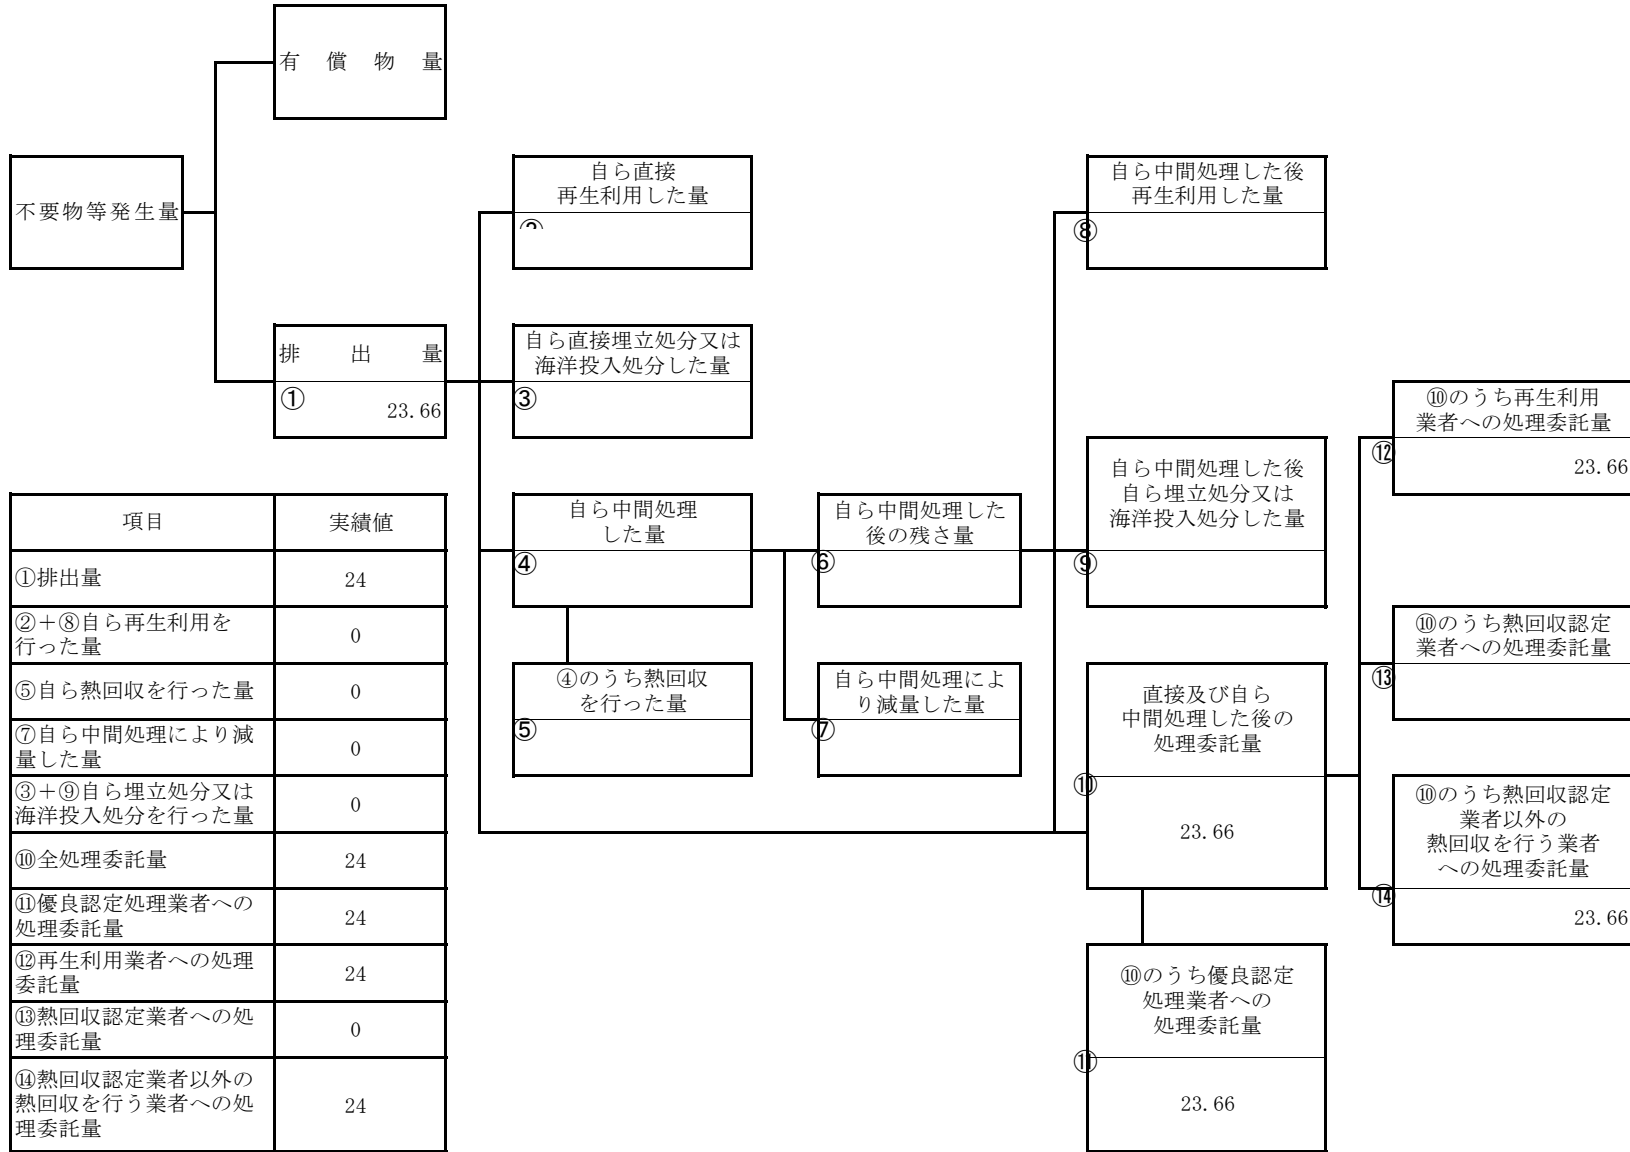 有償物量
不要物等発生量
自ら直接
再生利用した量
②
自ら中間処理した後
再生利用した量
⑧
排出量
①
23.66
自ら直接埋立処分又は
海洋投入処分した量
③
⑩のうち再生利用
業者への処理委託量
⑫
23.66
自ら中間処理
した量
④
自ら中間処理した
後の残さ量
⑥
自ら中間処理した後
自ら埋立処分又は
海洋投入処分した量
⑨
⑩のうち熱回収認定
業者への処理委託量
⑬
④のうち熱回収
を行った量
⑤
自ら中間処理によ
り減量した量
⑦
直接及び自ら
中間処理した後の
処理委託量
⑩
23.66
⑩のうち熱回収認定
業者以外の
熱回収を行う業者
への処理委託量
⑭
23.66
⑩のうち優良認定
処理業者への
処理委託量
⑪
23.66
項目 実績値
①排出量 24
②+⑧自ら再生利用を
行った量 0
⑤自ら熱回収を行った量 0
⑦自ら中間処理により減
量した量 0
③+⑨自ら埋立処分又は
海洋投入処分を行った量 0
⑩全処理委託量 24
⑪優良認定処理業者への
処理委託量 24
⑫再生利用業者への処理
委託量 24
⑬熱回収認定業者への処
理委託量 0
⑭熱回収認定業者以外の
熱回収を行う業者への処
理委託量 24